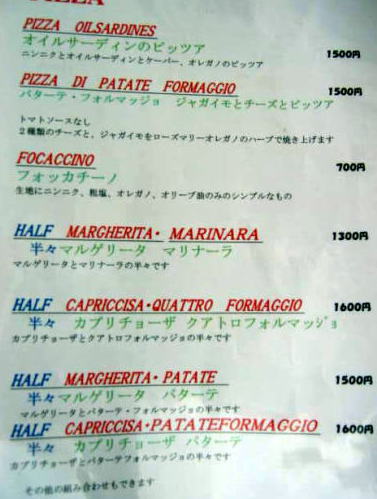 PIZZA OILSARDINES
オイルサーディンのピッツア 1500円
ニンニクとオイルサーディンとケーパー、オレガノのピッツア
PIZZA DI PATATE FORMAGGIO 1500円
パターテ・フォルマッジョ ジャガイモとチーズとピッツア
トマトソースなし
2種類のチーズと、ジャガイモをローズマリーオレガノのハーブで焼き上げます
FOCACCINO 700円
フォッカチーノ
生地にニンニク、粗塩、オレガノ、オリーブ油のみのシンプルなもの
HALF MARGHERITA・MARINARA 1300円
半々マルゲリータ マリナーラ
マルゲリータとマリナーラの半々です
HALF CAPRICCISA・QUATTRO FORMAGGIO 1600円
半々 カプリチョーザ クアトロフォルマッジョ
カプリチョーザとクアトロフォルマッジョの半々です
HALF MARGHERITA・PATATE 1500円
半々マルゲリータ パターテ
マルゲリータとパターテ・フォルマッジョの半々です
HALF CAPRICCISA・PATATEFORMAGGIO 1600円
半々 カプリチョーザ パターテ
カプリチョーザとパターテフォルマッジョの半々です
その他の組み合わせもできます